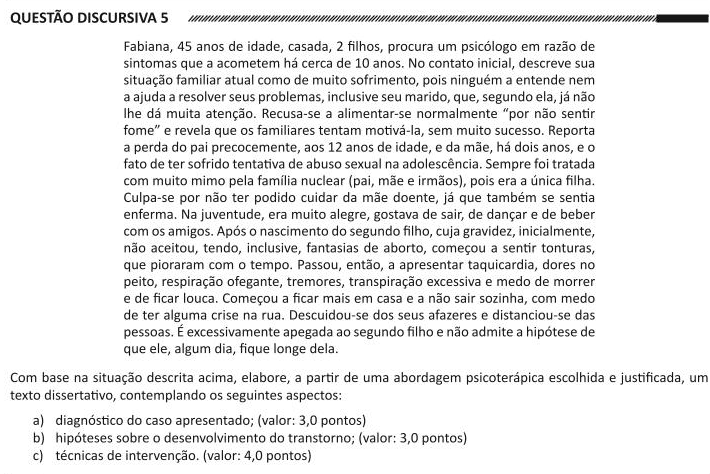 QUESTÃO DISCURSIVA 5
Fabiana, 45 anos de idade, casada, 2 filhos, procura um psicólogo em razão de
sintomas que a acometem há cerca de 10 anos. No contato inicial, descreve sua
situação familiar atual como de muito sofrimento, pois ninguém a entende nem
a ajuda a resolver seus problemas, inclusive seu marido, que, segundo ela, já não
lhe dá muita atenção. Recusa-se a alimentar-se normalmente “por não sentir
fome” e revela que os familiares tentam motivá-la, sem muito sucesso. Reporta
a perda do pai precocemente, aos 12 anos de idade, e da mãe, há dois anos, e o
fato de ter sofrido tentativa de abuso sexual na adolescência. Sempre foi tratada
com muito mimo pela família nuclear (pai, mãe e irmãos), pois era a única filha.
Culpa-se por não ter podido cuidar da mãe doente, já que também se sentia
enferma. Na juventude, era muito alegre, gostava de sair, de dançar e de beber
com os amigos. Após o nascimento do segundo filho, cuja gravidez, inicialmente,
não aceitou, tendo, inclusive, fantasias de aborto, começou a sentir tonturas,
que pioraram com o tempo. Passou, então, a apresentar taquicardia, dores no
peito, respiração ofegante, tremores, transpiração excessiva e medo de morrer
e de ficar louca. Começou a ficar mais em casa e a não sair sozinha, com medo
de ter alguma crise na rua. Descuidou-se dos seus afazeres e distanciou-se das
pessoas. É excessivamente apegada ao segundo filho e não admite a hipótese de
que ele, algum dia, fique longe dela.
Com base na situação descrita acima, elabore, a partir de uma abordagem psicoterápica escolhida e justificada, um
texto dissertativo, contemplando os seguintes aspectos:
a) diagnóstico do caso apresentado; (valor: 3,0 pontos)
b) hipóteses sobre o desenvolvimento do transtorno; (valor: 3,0 pontos)
c) técnicas de intervenção. (valor: 4,0 pontos)